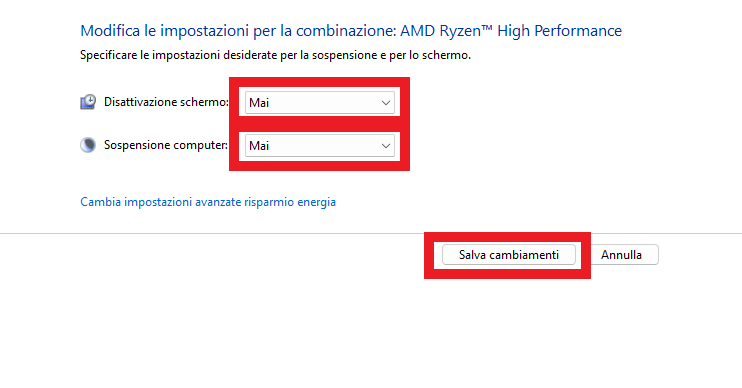 Modifica le impostazioni per la combinazione: AMD Ryzen™ High Performance
Specificare le impostazioni desiderate per la sospensione e per lo schermo.
Disattivazione schermo: Mai
Sospensione computer: Mai
Cambia impostazioni avanzate risparmio energia
Salva cambiamenti Annulla